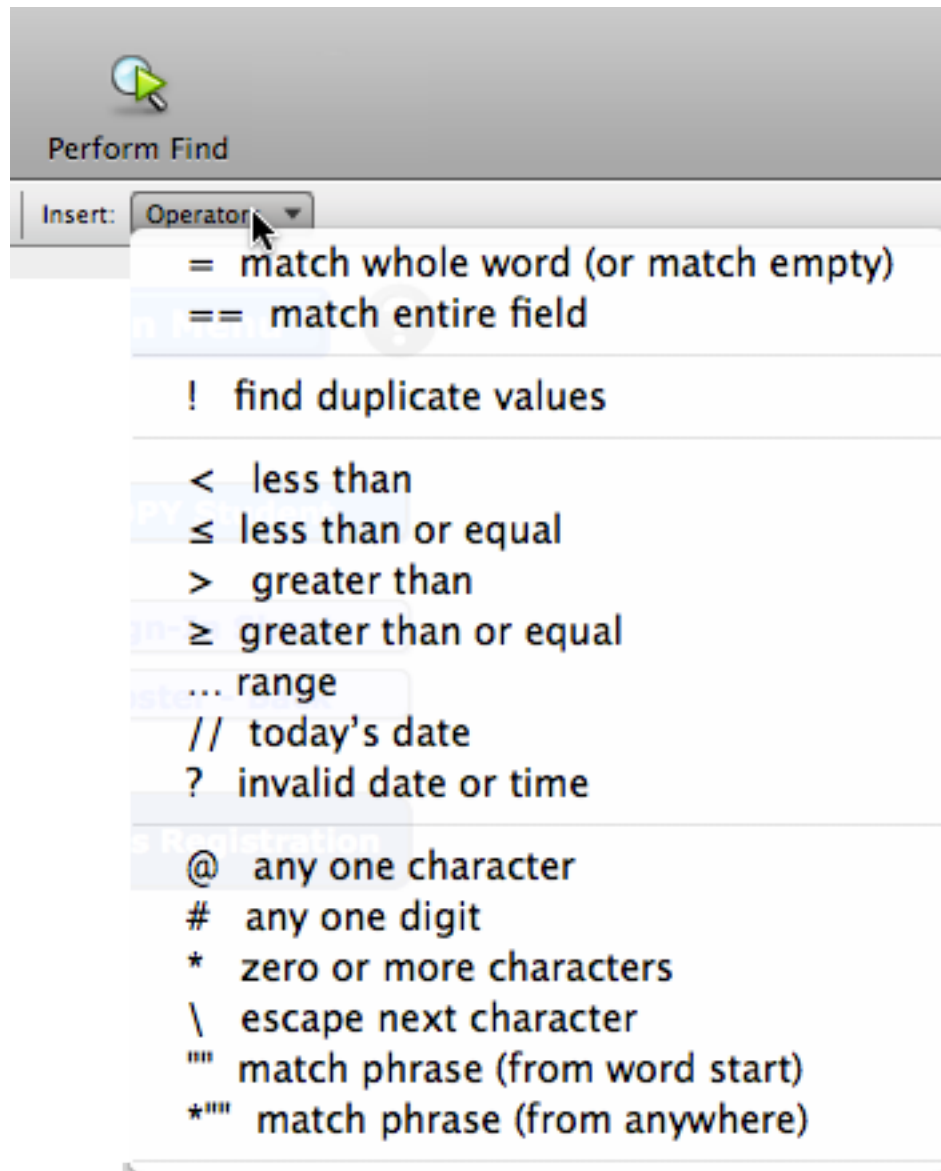 Perform Find
Insert: Operators
= match whole word (or match empty)
== match entire field
! find duplicate values
< less than
≤ less than or equal
> greater than
≥ greater than or equal
... range
// today's date
? invalid date or time
@ any one character
# any one digit
* zero or more characters
\ escape next character
"" match phrase (from word start)
*"" match phrase (from anywhere)